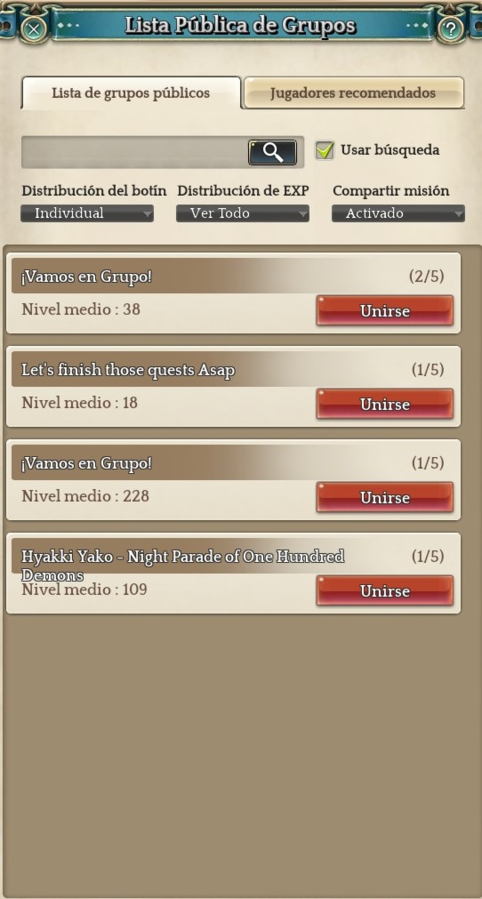 Lista Pública de Grupos
?
Lista de grupos públicos
Jugadores recomendados
Usar búsqueda
Distribución del botín
Distribución de EXP
Compartir misión
Individual
Ver Todo
Activado
¡Vamos en Grupo!
(2/5)
Nivel medio : 38
Unirse
Let's finish those quests Asap
(1/5)
Nivel medio : 18
Unirse
¡Vamos en Grupo!
(1/5)
Nivel medio : 228
Unirse
Hyakki Yako - Night Parade of One Hundred
Demons
(1/5)
Nivel medio : 109
Unirse